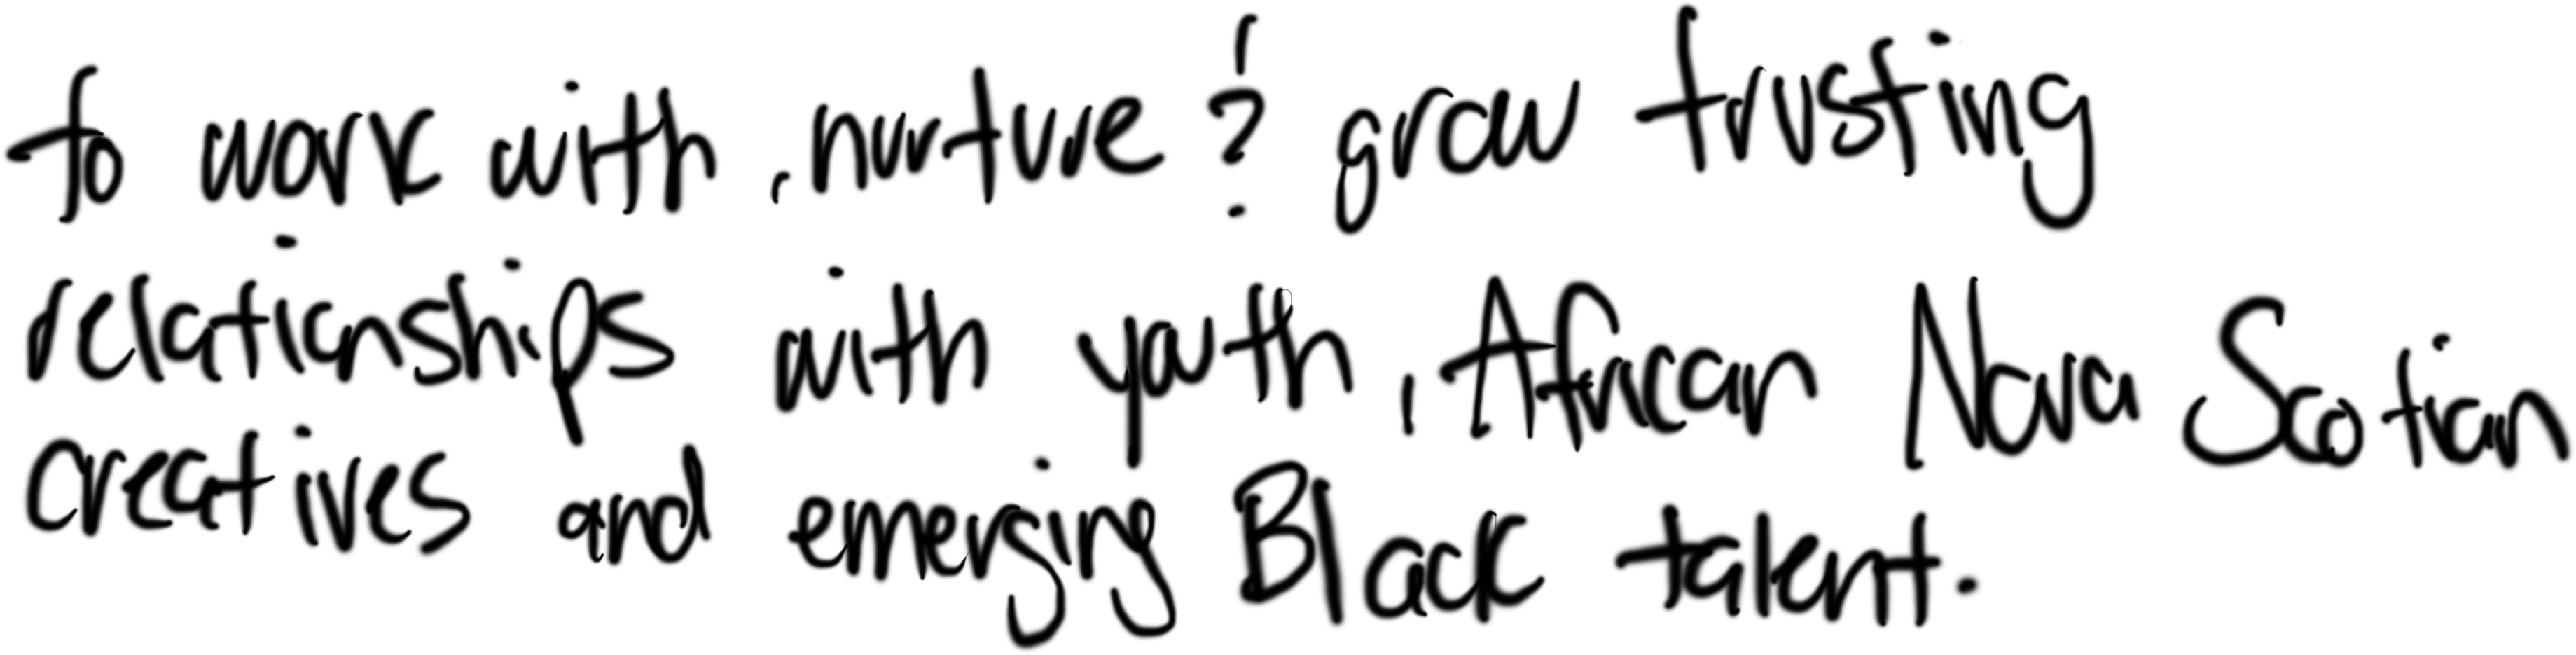 to work with, nurture & grow trusting
relationships with youth, African Nova Scotian
creatives and emerging Black talent.